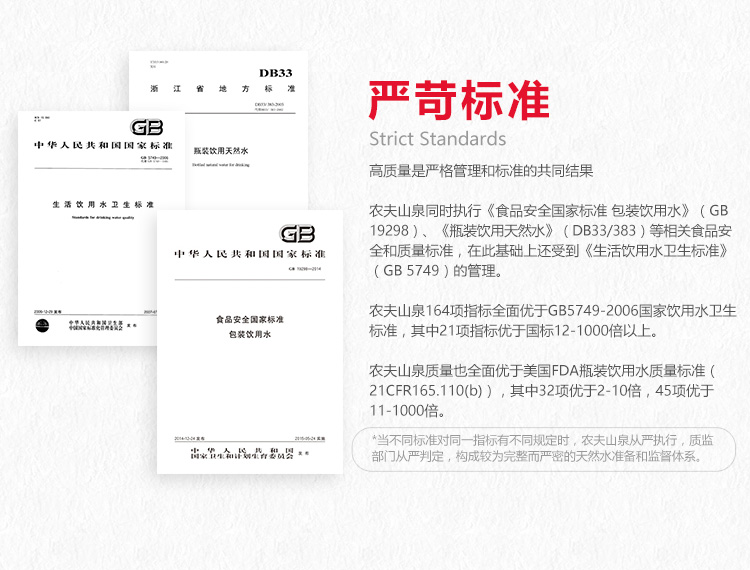 DB33
浙江省地方标准
DB33/383-2005
瓶装饮用天然水
Bottled natural water for drinking
GB
中华人民共和国国家标准
GB 5749—2006
生活饮用水卫生标准
Standards for drinking water quality
2006-12-29 发布
中华人民共和国卫生部
中国国家标准化管理委员会 发布
GB
中华人民共和国国家标准
GB 19298—2014
食品安全国家标准
包装饮用水
2014-12-24 发布
2015-05-24 实施
中华人民共和国
国家卫生和计划生育委员会 发布
严苛标准
Strict Standards
高质量是严格管理和标准的共同结果
农夫山泉同时执行《食品安全国家标准 包装饮用水》（GB
19298）、《瓶装饮用天然水》（DB33/383）等相关食品安
全和质量标准，在此基础上还受到《生活饮用水卫生标准》
（GB 5749）的管理。
农夫山泉164项指标全面优于GB5749-2006国家饮用水卫生
标准，其中21项指标优于国标12-1000倍以上。
农夫山泉质量也全面优于美国FDA瓶装饮用水质量标准（
21CFR165.110(b)），其中32项优于2-10倍，45项优于
11-1000倍。
*当不同标准对同一指标有不同规定时，农夫山泉从严执行，质监
部门从严判定，构成较为完整而严密的天然水准备和监督体系。